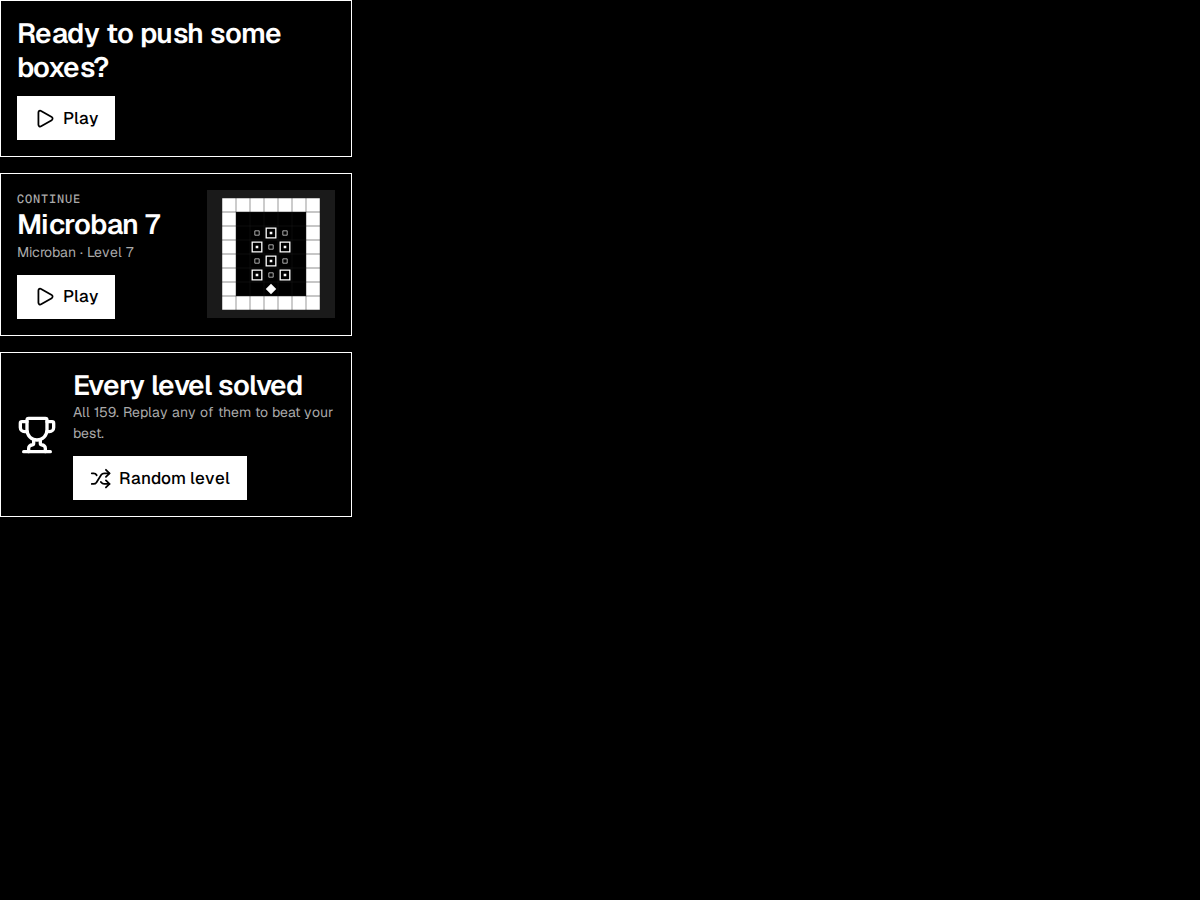 Ready to push some
boxes?
Play
CONTINUE
Microban 7
Microban · Level 7
Play
Every level solved
All 159. Replay any of them to beat your
best.
Random level